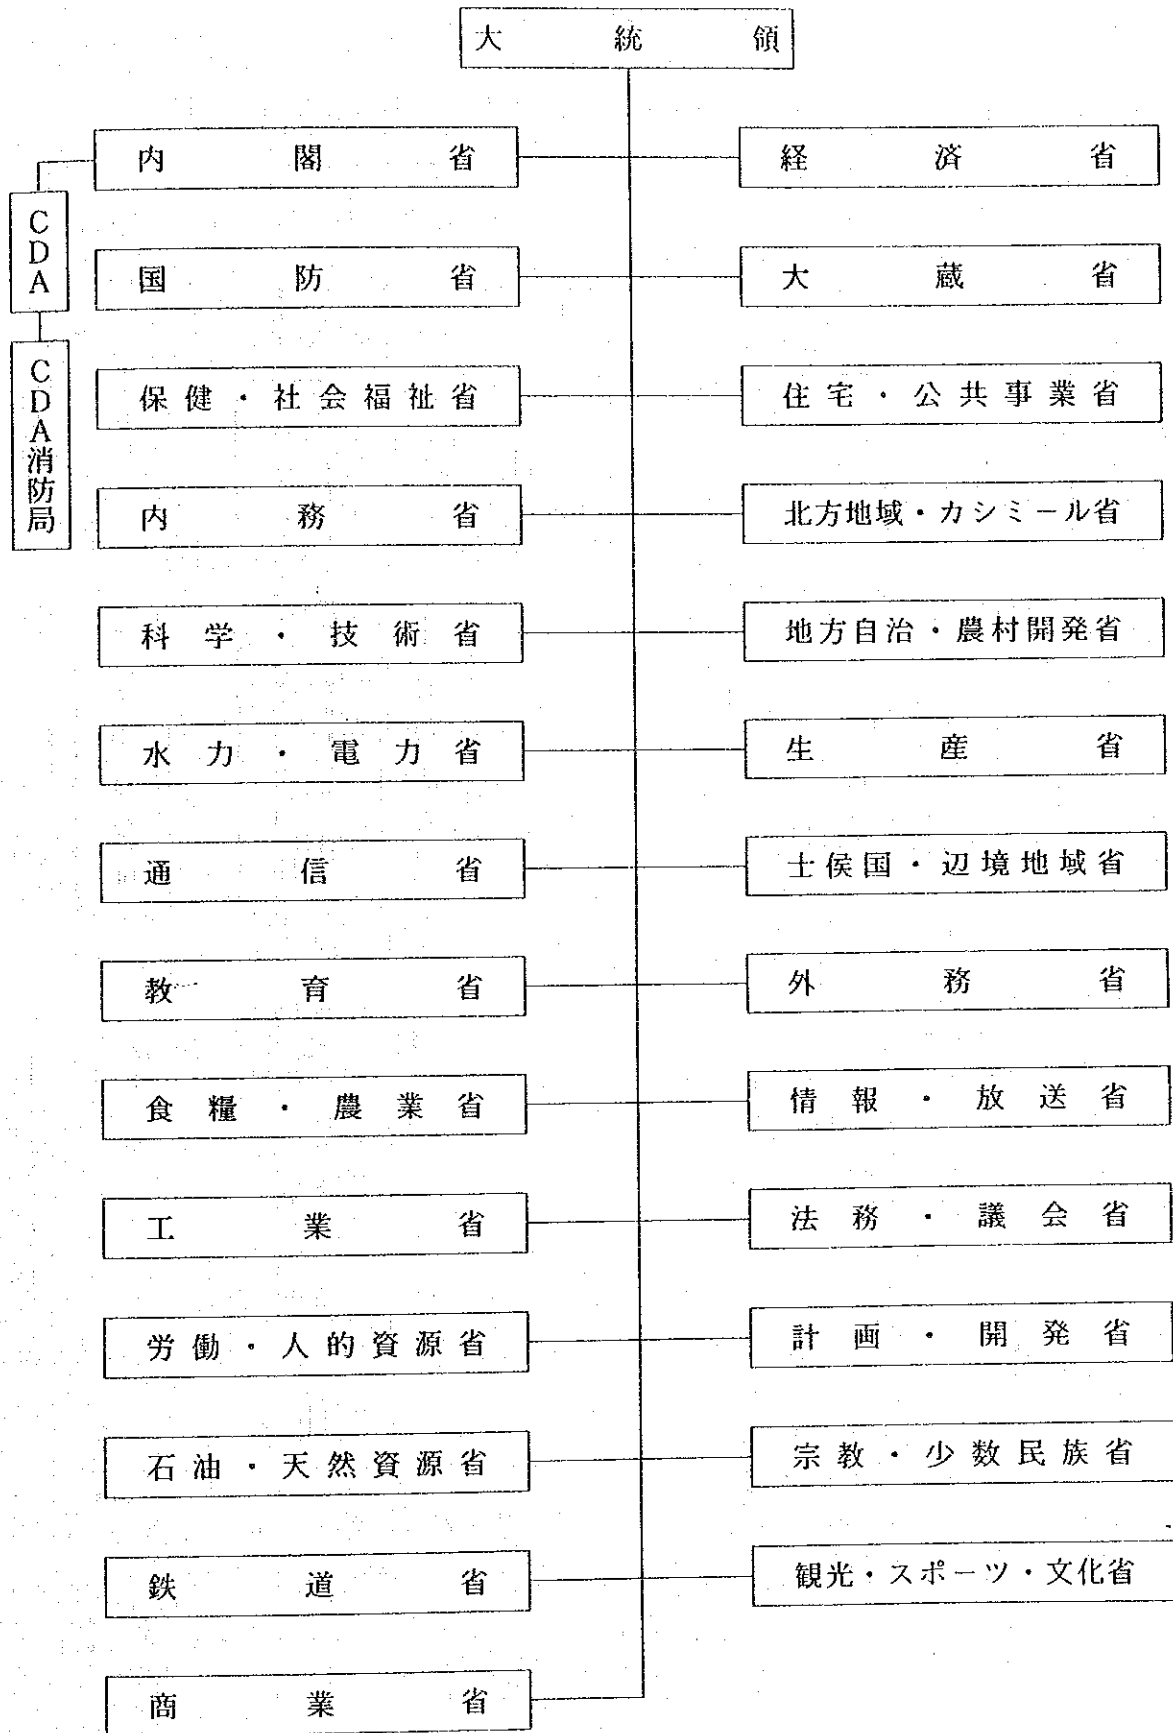 大統領
内閣省
経済省
CDA
国防省
大蔵省
CDA消防局
保健・社会福祉省
住宅・公共事業省
内務省
北方地域・カシミール省
科学・技術省
地方自治・農村開発省
水力・電力省
生産省
通信省
士侯国・辺境地域省
教育省
外務省
食糧・農業省
情報・放送省
工業省
法務・議会省
労働・人的資源省
計画・開発省
石油・天然資源省
宗教・少数民族省
鉄道省
観光・スポーツ・文化省
商業省